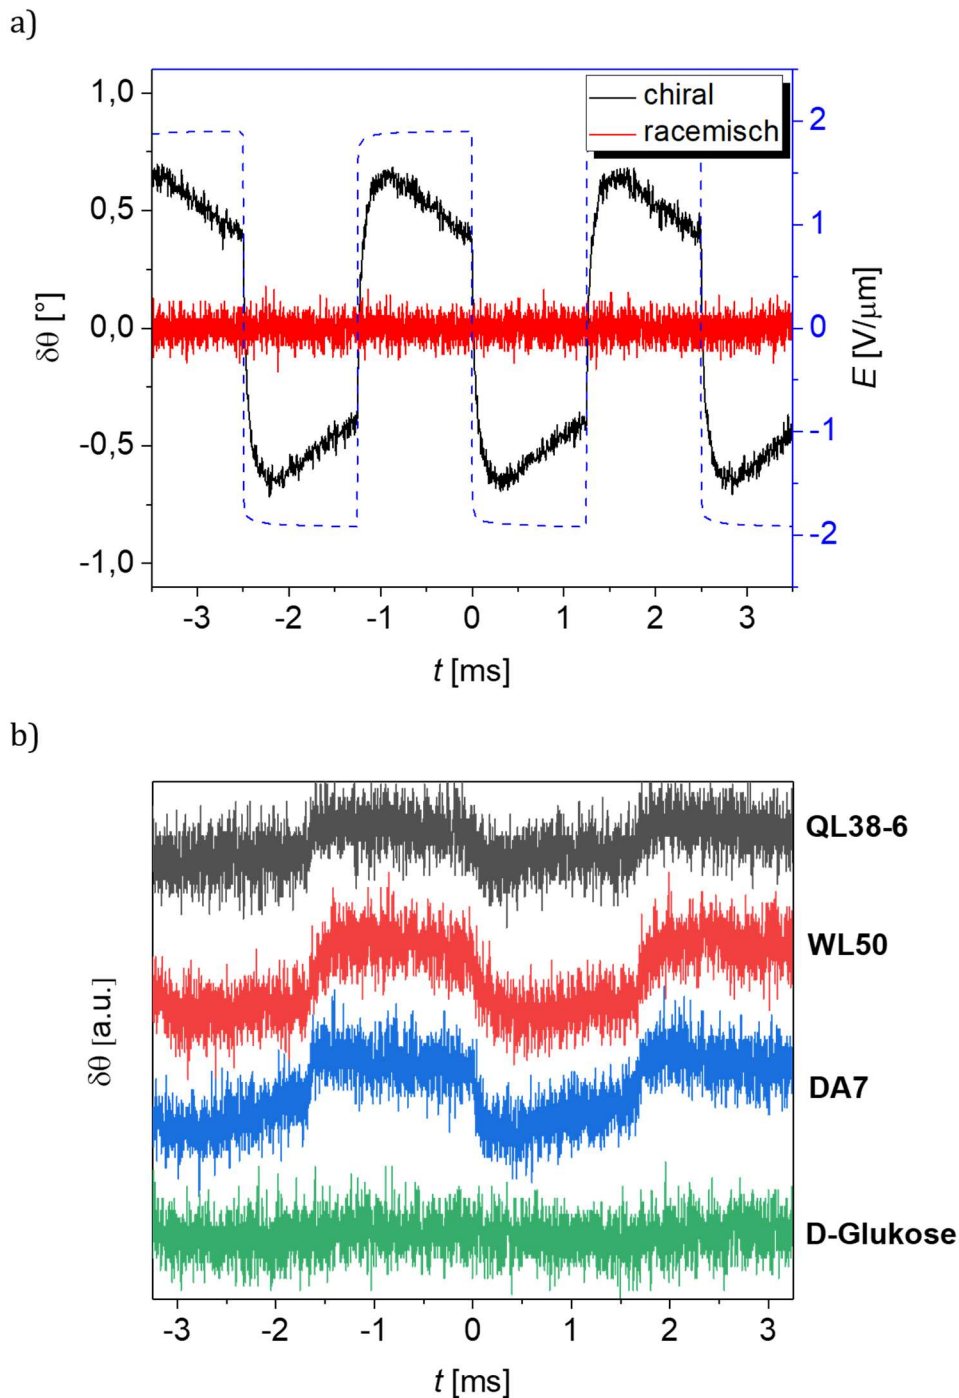 a)
chiral
racemisch
1,0
0,5
0,0
-0,5
-1,0
δθ [°]
2
1
0
-1
-2
E [V/μm]
-3 -2 -1 0 1 2 3
t [ms]
b)
QL38-6
WL50
DA7
D-Glukose
δθ [a.u.]
-3 -2 -1 0 1 2 3
t [ms]